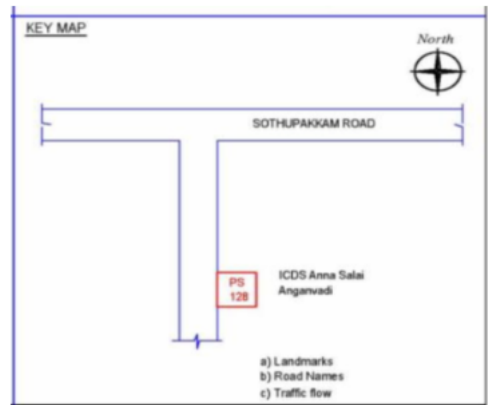 KEY MAP
North
SOTHUPAKKAM ROAD
PS
128
ICDS Anna Salai
Anganvadi
a) Landmarks
b) Road Names
c) Traffic flow